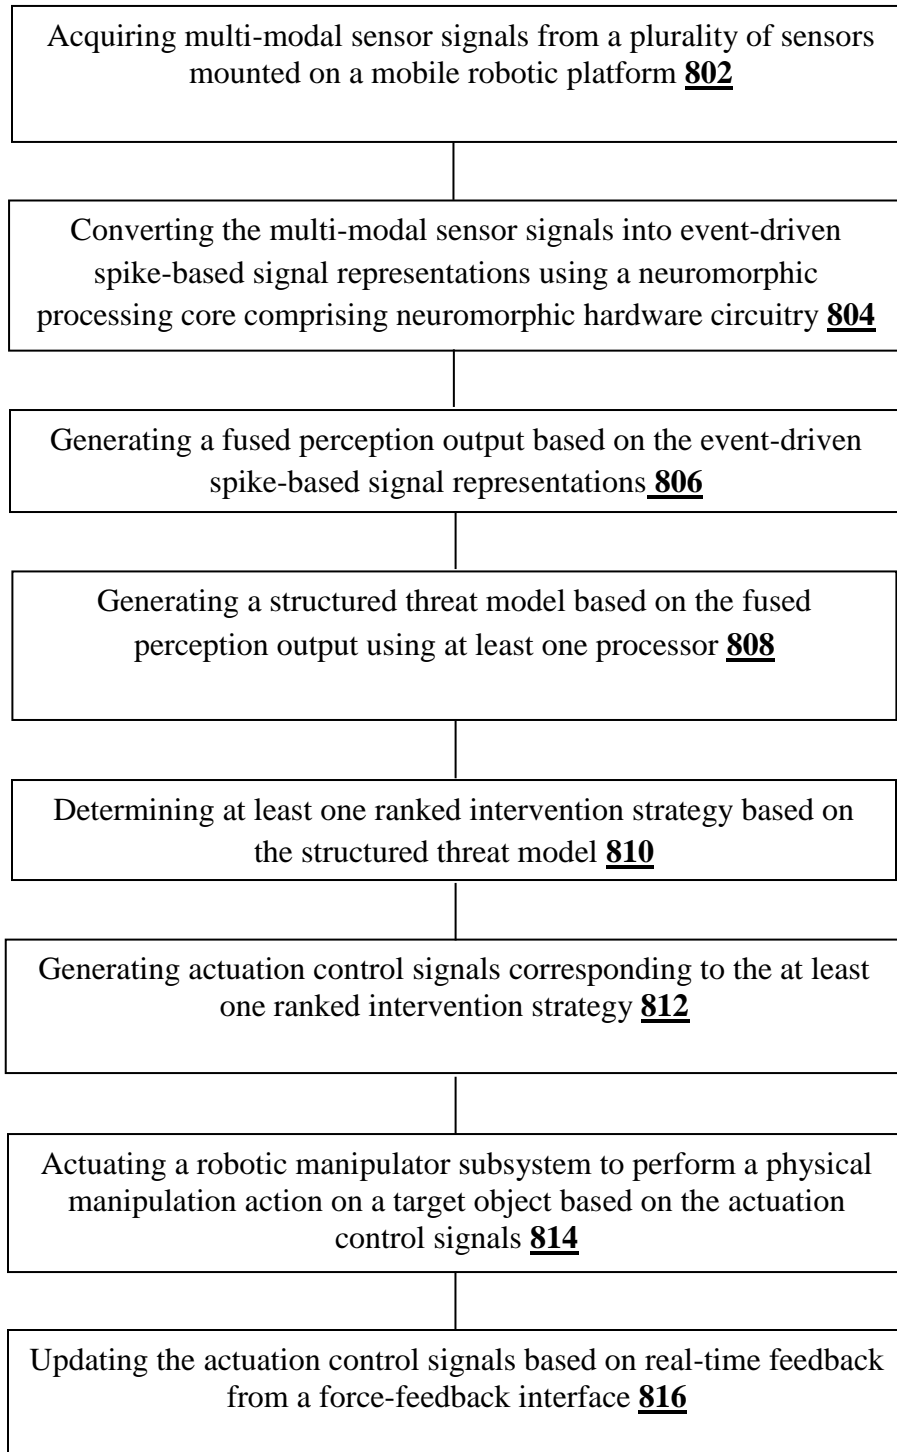 Acquiring multi-modal sensor signals from a plurality of sensors
mounted on a mobile robotic platform 802
Converting the multi-modal sensor signals into event-driven
spike-based signal representations using a neuromorphic
processing core comprising neuromorphic hardware circuitry 804
Generating a fused perception output based on the event-driven
spike-based signal representations 806
Generating a structured threat model based on the fused
perception output using at least one processor 808
Determining at least one ranked intervention strategy based on
the structured threat model 810
Generating actuation control signals corresponding to the at least
one ranked intervention strategy 812
Actuating a robotic manipulator subsystem to perform a physical
manipulation action on a target object based on the actuation
control signals 814
Updating the actuation control signals based on real-time feedback
from a force-feedback interface 816